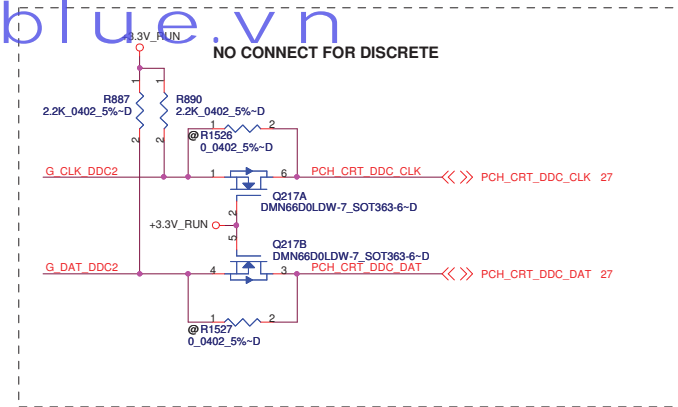 blue.vn
+3.3V_RUN
NO CONNECT FOR DISCRETE
1
1
R887
2.2K_0402_5%~D
R890
2.2K_0402_5%~D
2
2
1
2
@R1526
0_0402_5%~D
G_CLK_DDC2
1
6
PCH_CRT_DDC_CLK
PCH_CRT_DDC_CLK 27
Q217A
DMN66D0LDW-7_SOT363-6~D
2
+3.3V_RUN
5
Q217B
DMN66D0LDW-7_SOT363-6~D
G_DAT_DDC2
4
3
PCH_CRT_DDC_DAT
PCH_CRT_DDC_DAT 27
1
2
@R1527
0_0402_5%~D